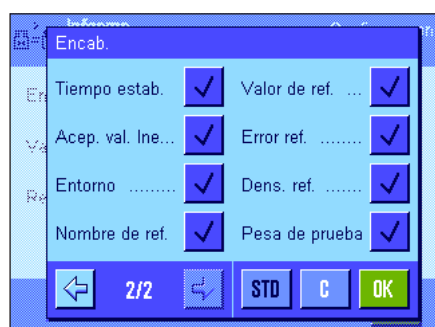 Informe
Encab.
Tiempo estab.
Valor de ref. ...
Acep. val. Ine...
Error ref. ........
Entorno .........
Dens. ref. .......
Nombre de ref.
Pesa de prueba
2/2
STD
C
OK